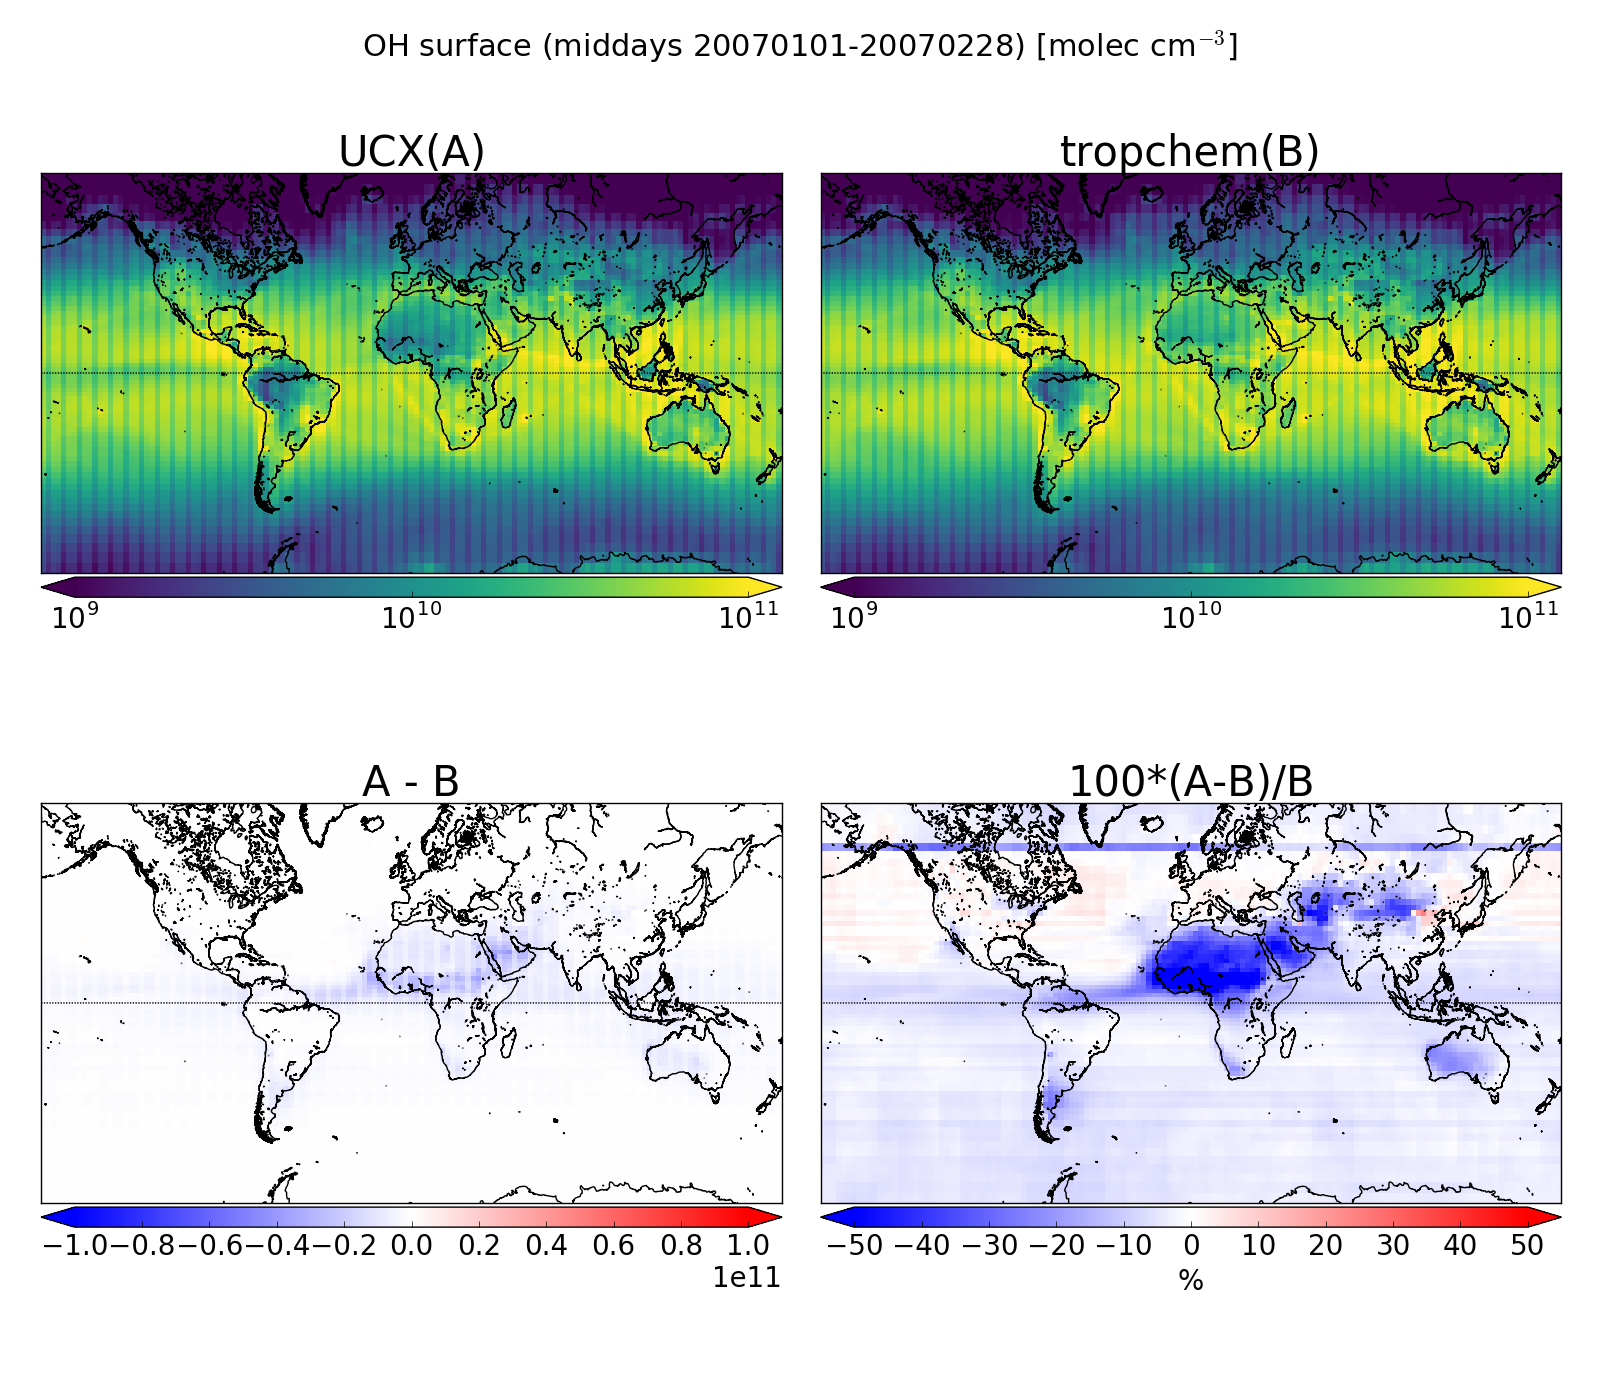 OH surface (middays 20070101-20070228) [molec cm⁻³]
UCX(A)
tropchem(B)
10⁹ 10¹⁰ 10¹¹
10⁹ 10¹⁰ 10¹¹
A - B
100*(A-B)/B
−1.0 −0.8 −0.6 −0.4 −0.2 0.0 0.2 0.4 0.6 0.8 1.0
1e11
−50 −40 −30 −20 −10 0 10 20 30 40 50
%